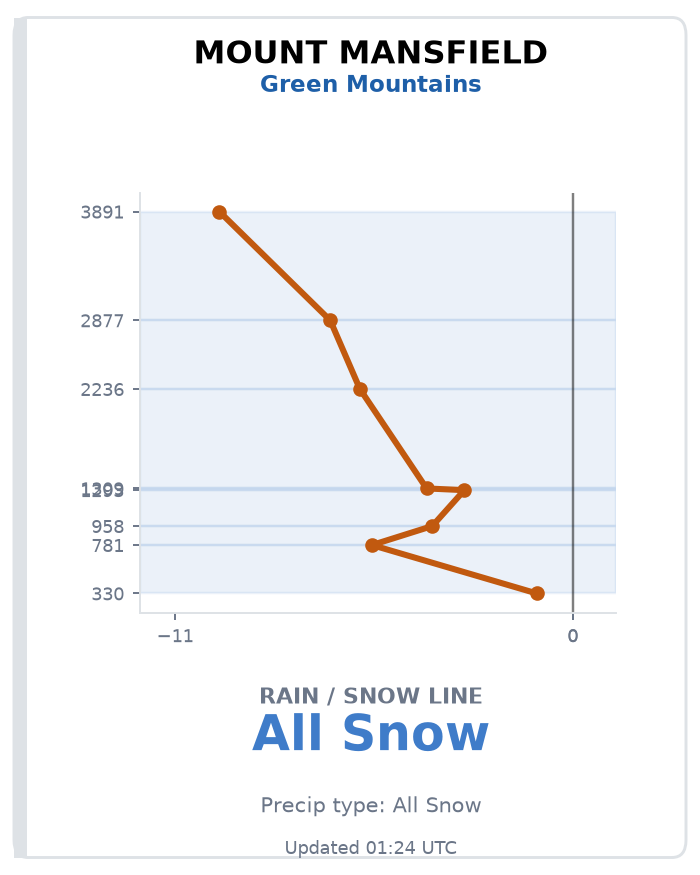 MOUNT MANSFIELD
Green Mountains
3891
2877
2236
958
781
330
−11 0
RAIN / SNOW LINE
All Snow
Precip type: All Snow
Updated 01:24 UTC